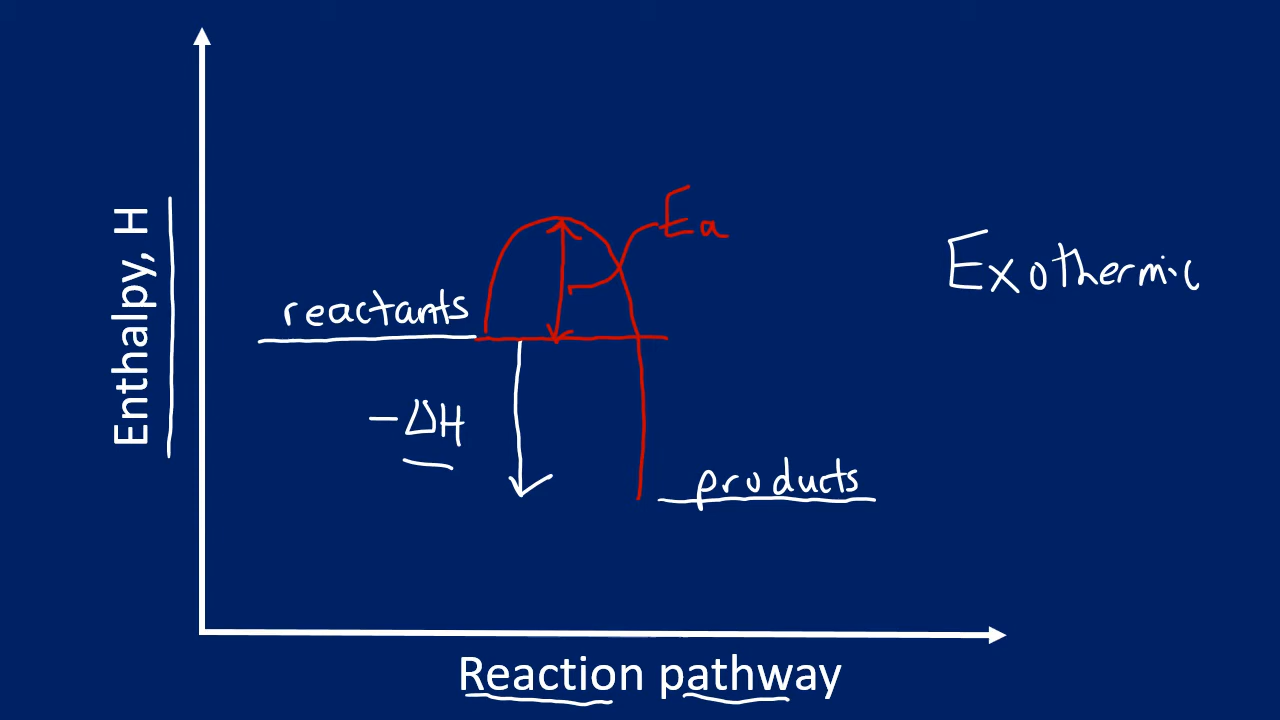 Enthalpy, H
Ea
Exothermic
reactants
-ΔH
products
Reaction pathway